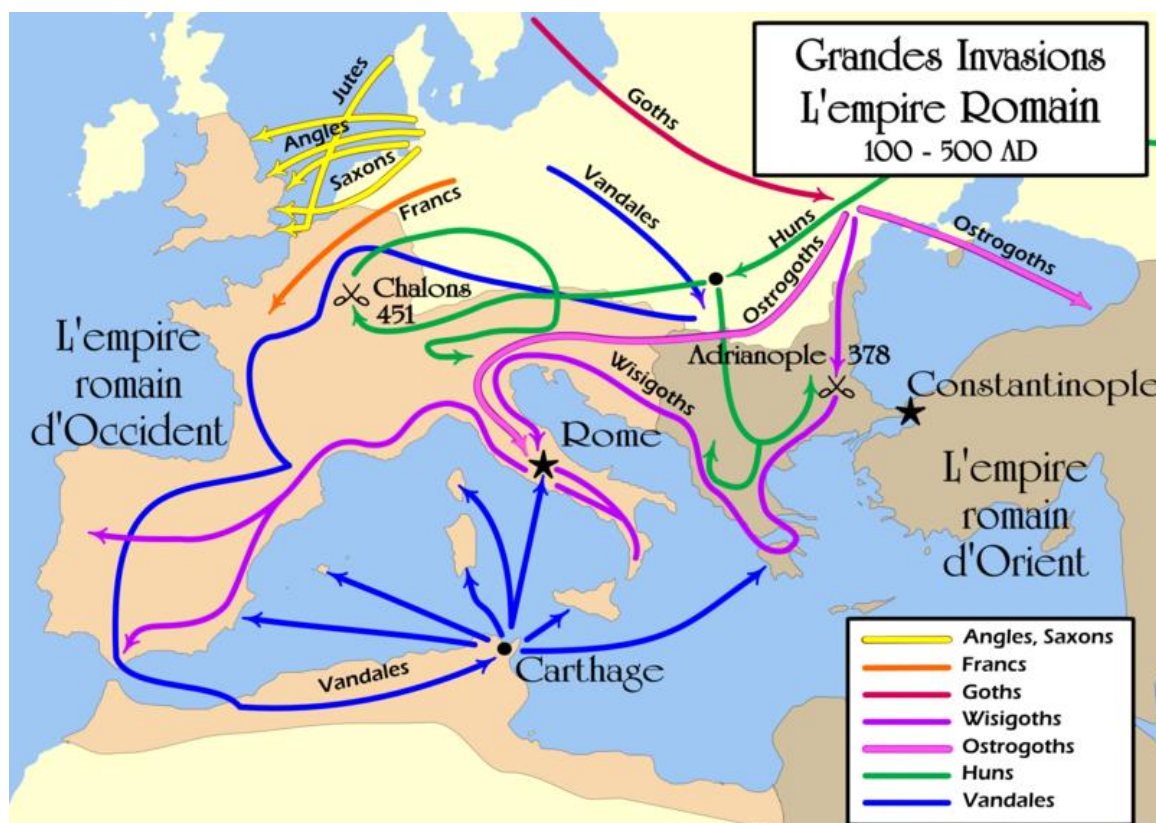 Grandes Invasions
L'empire Romain
100 - 500 AD
Jutes
Angles
Saxons
Francs
Goths
Vandales
Huns
Ostrogoths
Ostrogoths
Chalons
451
L'empire
romain
d'Occident
Adrianople 378
Wisigoths
Constantinople
Rome
L'empire
romain
d'Orient
Carthage
Vandales
Angles, Saxons
Francs
Goths
Wisigoths
Ostrogoths
Huns
Vandales